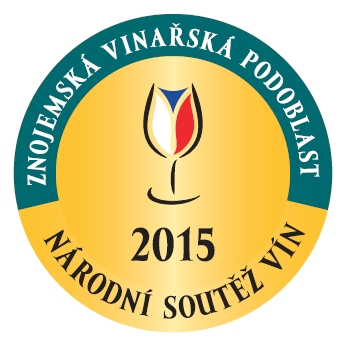 ZNOJEMSKÁ VINAŘSKÁ PODOBLAST
2015
NÁRODNÍ SOUTĚŽ VÍN